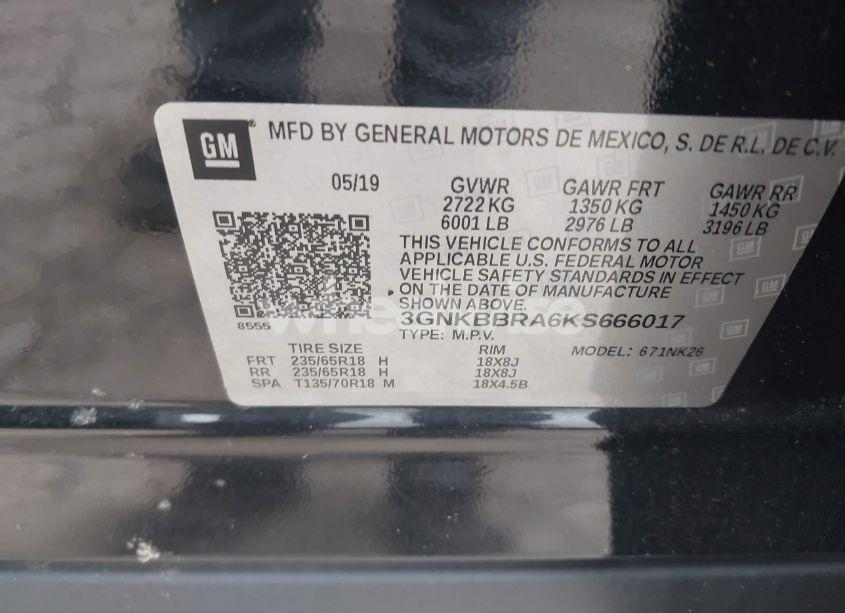 GM ® MFD BY GENERAL MOTORS DE MEXICO, S. DE R.L. DE C.V.
05/19 GVWR GAWR FRT GAWR RR
2722 KG 1350 KG 1450 KG
6001 LB 2976 LB 3196 LB
THIS VEHICLE CONFORMS TO ALL
APPLICABLE U.S. FEDERAL MOTOR
VEHICLE SAFETY STANDARDS IN EFFECT
ON THE DATE OF MANUFACTURE
SHOWN ABOVE.
8555 3GNKBBRA6KS666017
TYPE: M.P.V.
TIRE SIZE RIM MODEL: 671NK26
FRT 235/65R18 H 18X8J
RR 235/65R18 H 18X8J
SPA T135/70R18 M 18X4.5B